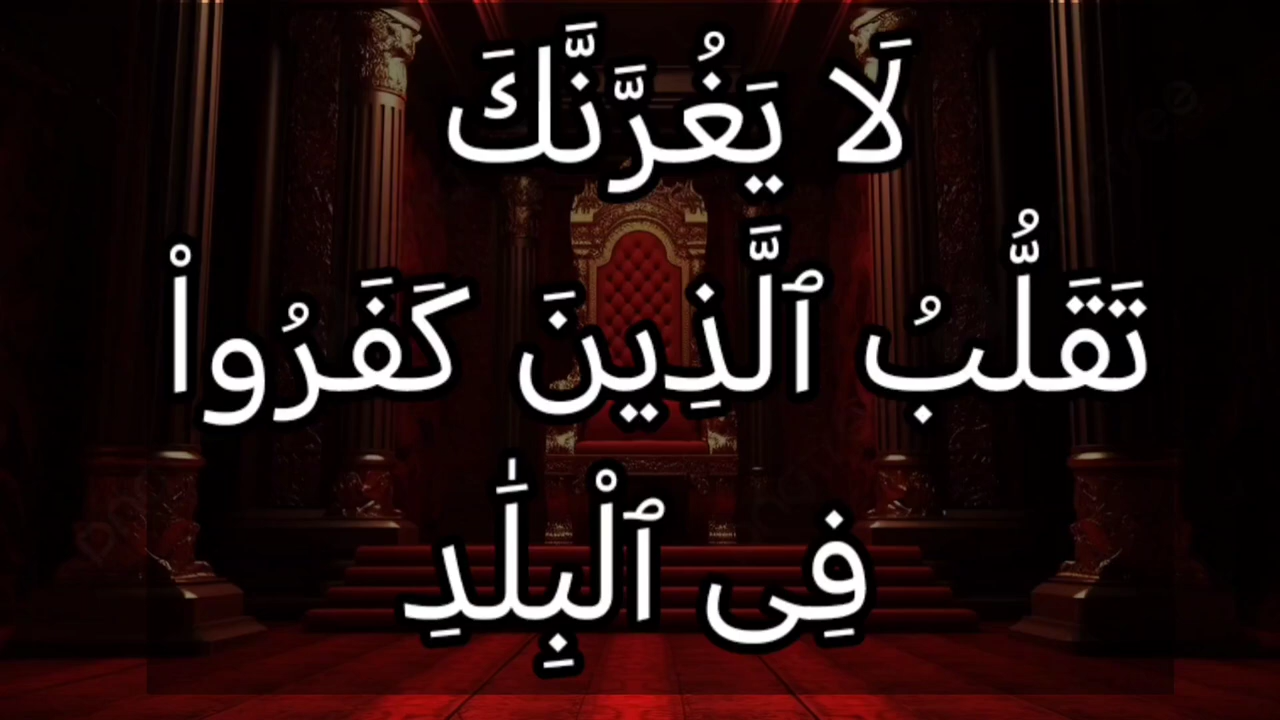 لَا يَغُرَّنَّكَ
تَقَلُّبُ ٱلَّذِينَ كَفَرُوا۟
فِى ٱلْبِلَٰدِ